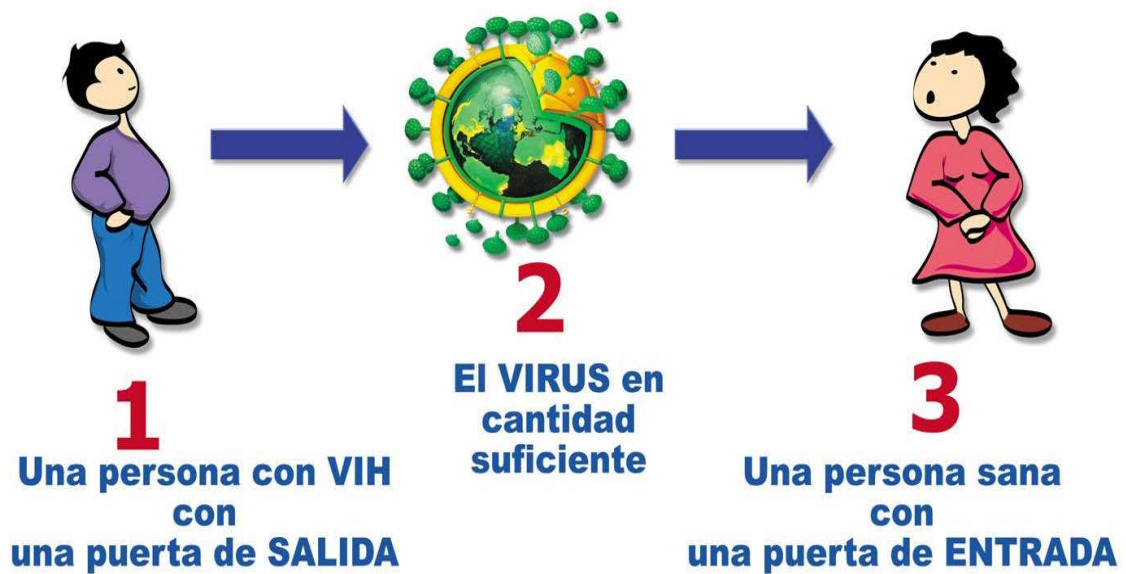 1
Una persona con VIH
con
una puerta de SALIDA
2
El VIRUS en
cantidad
suficiente
3
Una persona sana
con
una puerta de ENTRADA